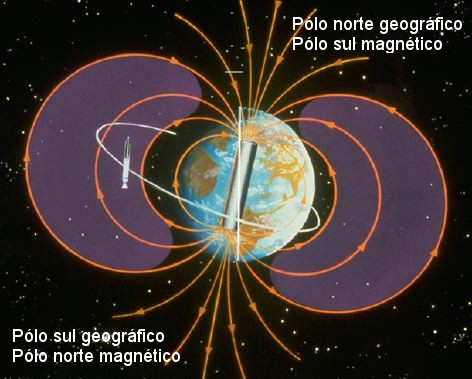 Pólo norte geográfico
Pólo sul magnético
Pólo sul geográfico
Pólo norte magnético